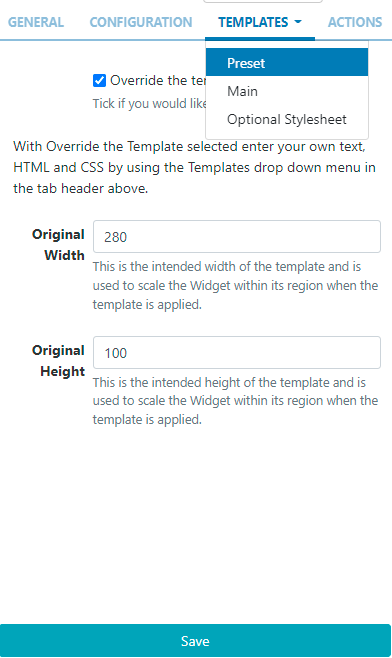 GENERAL CONFIGURATION TEMPLATES ACTIONS
Preset
Main
Optional Stylesheet
Override the
Tick if you would like
With Override the Template selected enter your own text,
HTML and CSS by using the Templates drop down menu in
the tab header above.
Original
Width
280
This is the intended width of the template and is
used to scale the Widget within its region when the
template is applied.
Original
Height
100
This is the intended height of the template and is
used to scale the Widget within its region when the
template is applied.
Save